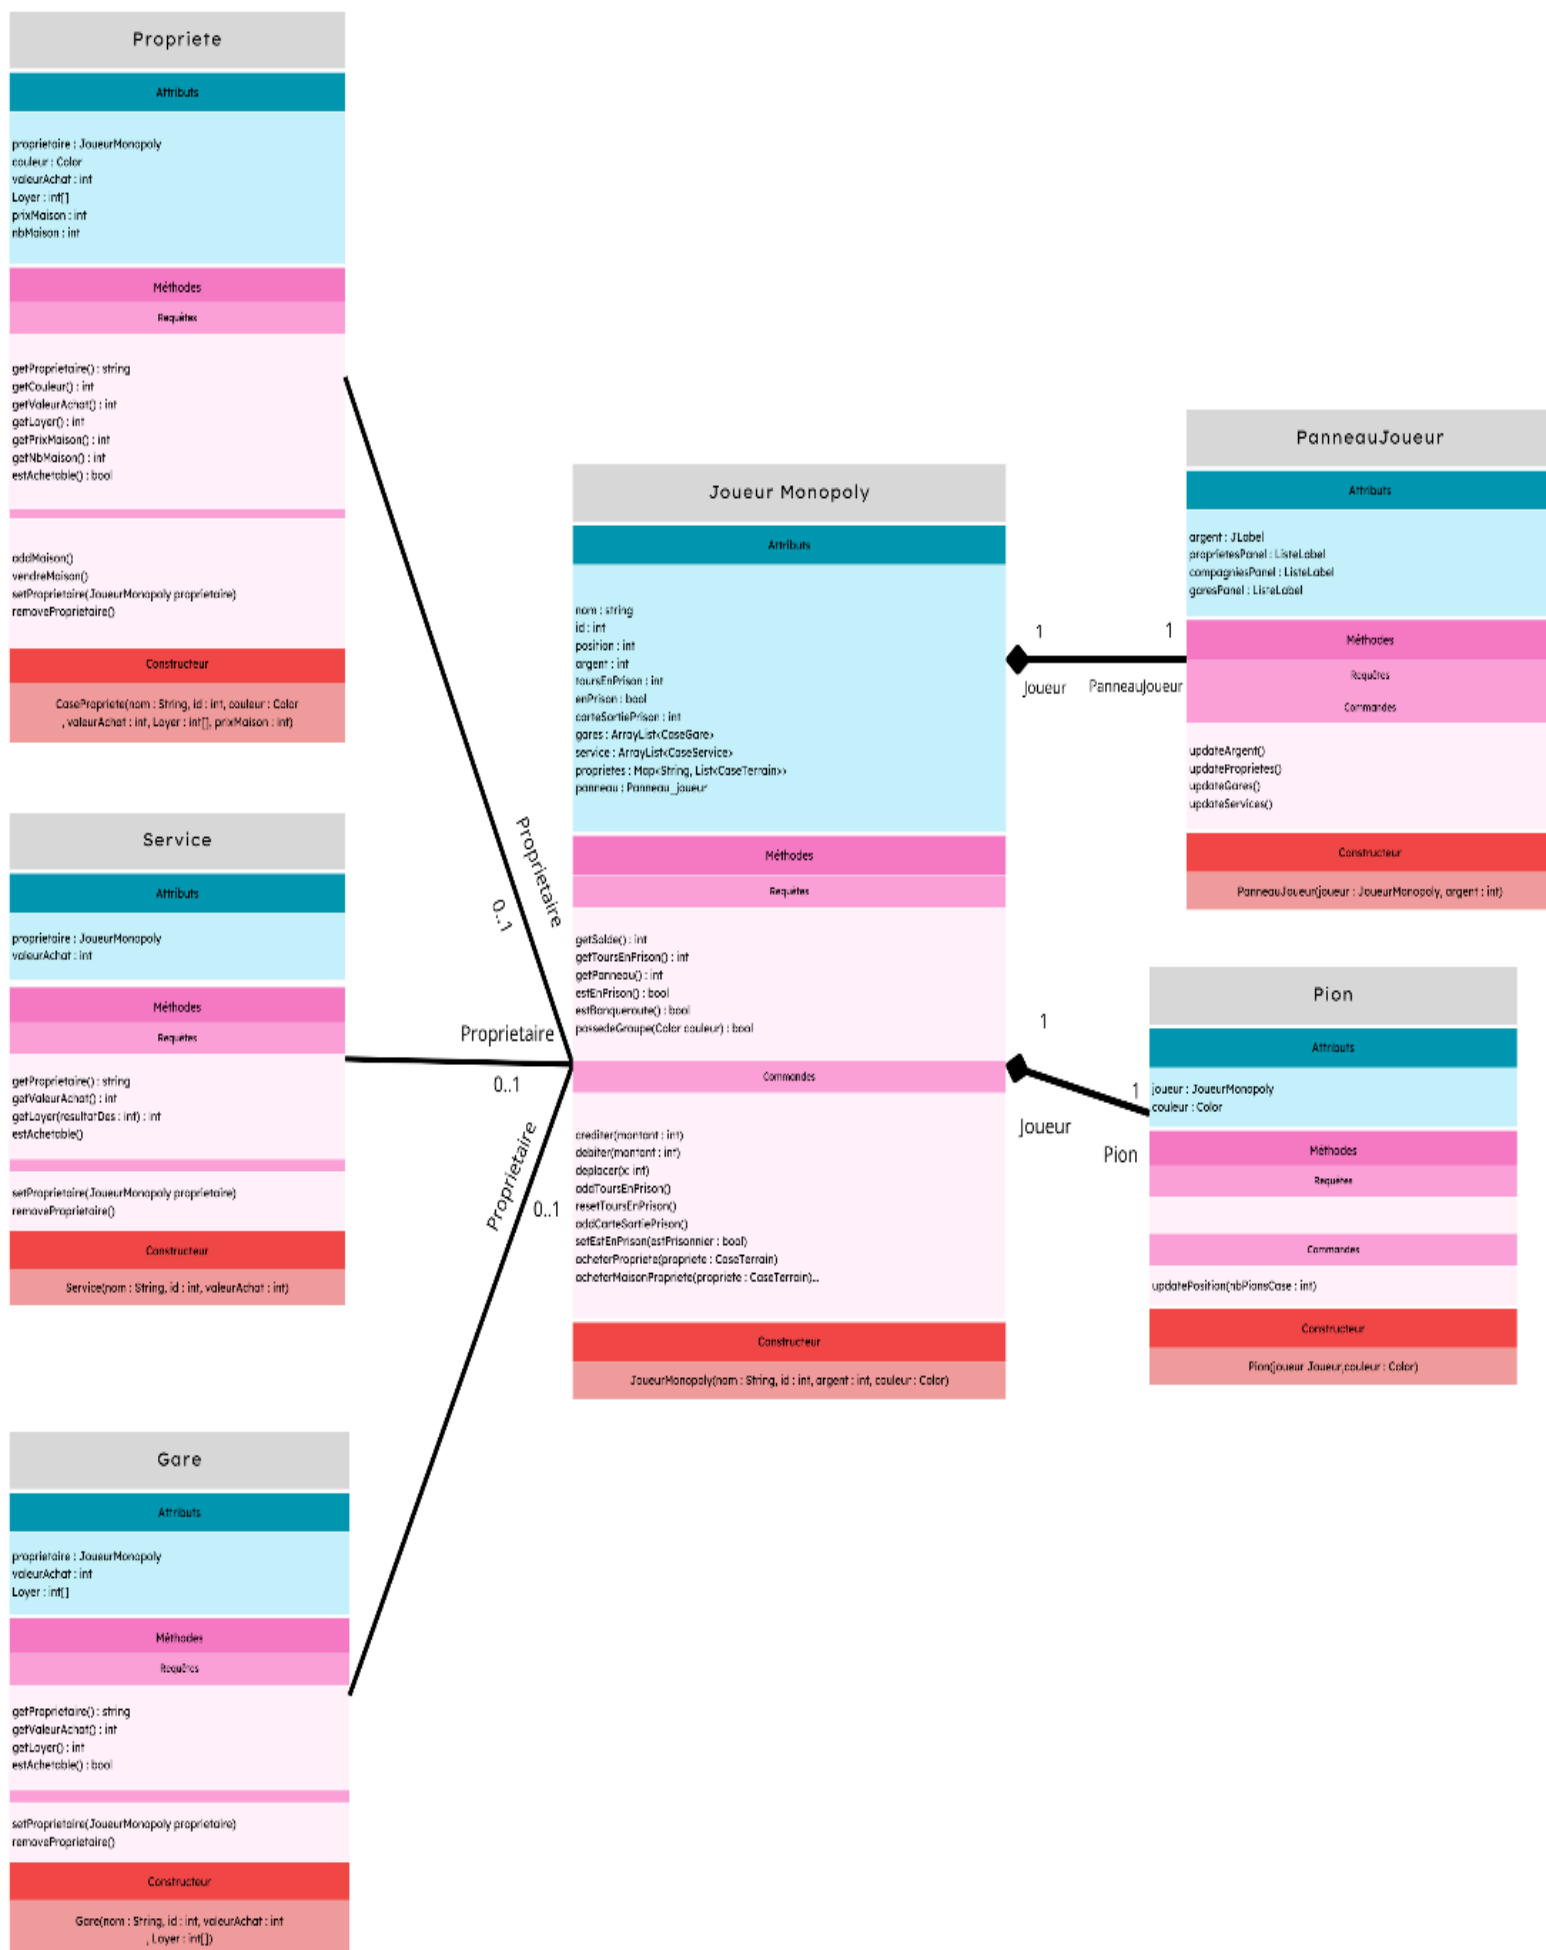 Propriete
Attributs
proprietaire : JoueurMonopoly
couleur : Color
valeurAchat : int
Loyer : int[]
prixMaison : int
nbMaison : int
Méthodes
Requêtes
getProprietaire() : string
getCouleur() : int
getValeurAchat() : int
getLoyer() : int
getPrixMaison() : int
getNbMaison() : int
estAchetable() : bool
addMaison()
vendreMaison()
setProprietaire(JoueurMonopoly proprietaire)
removeProprietaire()
Constructeur
CasePropriete(nom : String, id : int, couleur : Color
, valeurAchat : int, Loyer : int[], prixMaison : int)
Service
Attributs
proprietaire : JoueurMonopoly
valeurAchat : int
Méthodes
Requêtes
getProprietaire() : string
getValeurAchat() : int
getLoyer(resultatDes : int) : int
estAchetable()
setProprietaire(JoueurMonopoly proprietaire)
removeProprietaire()
Constructeur
Service(nom : String, id : int, valeurAchat : int)
Gare
Attributs
proprietaire : JoueurMonopoly
valeurAchat : int
Loyer : int[]
Méthodes
Requêtes
getProprietaire() : string
getValeurAchat() : int
getLoyer() : int
estAchetable() : bool
setProprietaire(JoueurMonopoly proprietaire)
removeProprietaire()
Constructeur
Gare(nom : String, id : int, valeurAchat : int
, Loyer : int[])
Proprietaire
0..1
Proprietaire
0..1
Proprietaire
0..1
Joueur Monopoly
Attributs
nom : string
id : int
position : int
argent : int
toursEnPrison : int
enPrison : bool
carteSortiePrison : int
gares : ArrayList<CaseGare>
service : ArrayList<CaseService>
proprietes : Map<String, List<CaseTerrain>>
panneau : Panneau_joueur
Méthodes
Requêtes
getSolde() : int
getToursEnPrison() : int
getPanneau() : int
estEnPrison() : bool
estBanqueroute() : bool
possedeGroupe(Color couleur) : bool
Commandes
crediter(montant : int)
debiter(montant : int)
deplacer(x: int)
addToursEnPrison()
resetToursEnPrison()
addCarteSortiePrison()
setEstEnPrison(estPrisonnier : bool)
acheterPropriete(propriete : CaseTerrain)
acheterMaisonPropriete(propriete : CaseTerrain)...
Constructeur
JoueurMonopoly(nom : String, id : int, argent : int, couleur : Color)
1
1
Joueur
PanneauJoueur
1
1
Joueur
Pion
PanneauJoueur
Attributs
argent : JLabel
proprietesPanel : ListeLabel
compagniesPanel : ListeLabel
garesPanel : ListeLabel
Méthodes
Requêtes
Commandes
updateArgent()
updateProprietes()
updateGares()
updateServices()
Constructeur
PanneauJoueur(joueur : JoueurMonopoly, argent : int)
Pion
Attributs
joueur : JoueurMonopoly
couleur : Color
Méthodes
Requêtes
Commandes
updatePosition(nbPionsCase : int)
Constructeur
Pion(joueur Joueur,couleur : Color)